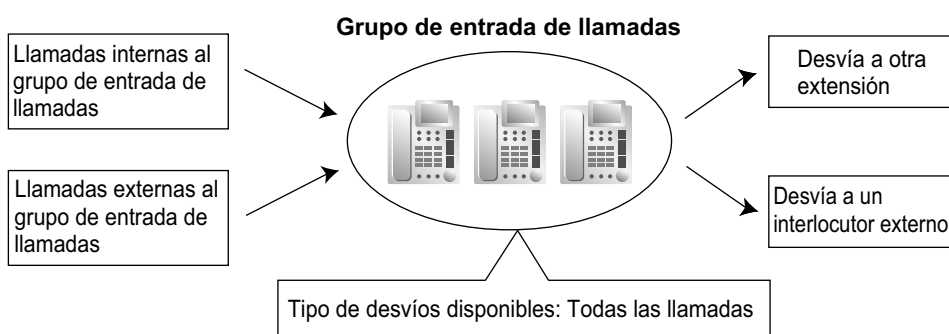 Grupo de entrada de llamadas
Llamadas internas al
grupo de entrada de
llamadas
Llamadas externas al
grupo de entrada de
llamadas
Desvía a otra
extensión
Desvía a un
interlocutor externo
Tipo de desvíos disponibles: Todas las llamadas